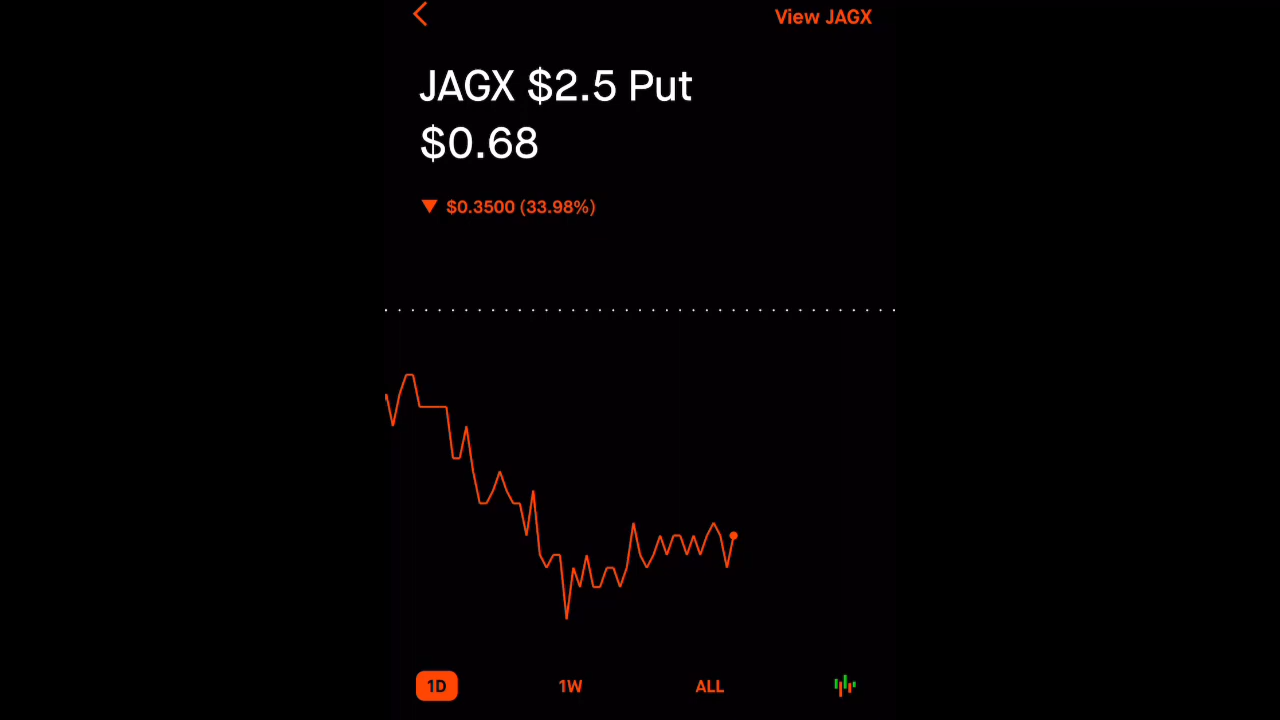 View JAGX
JAGX $2.5 Put
$0.68
▼ $0.3500 (33.98%)
1D 1W ALL